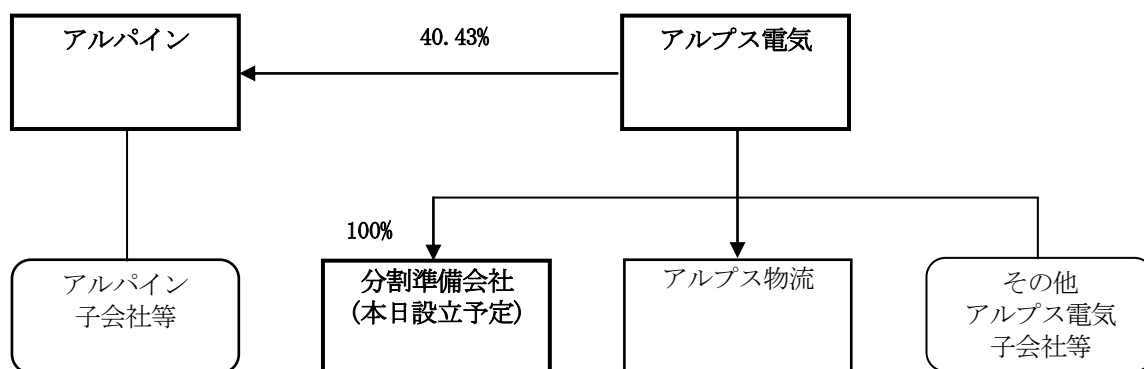 アルパイン
40.43%
アルプス電気
100%
アルパイン
子会社等
分割準備会社
(本日設立予定)
アルプス物流
その他
アルプス電気
子会社等